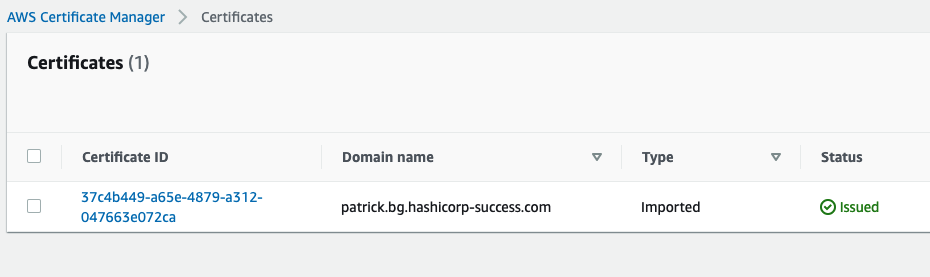 AWS Certificate Manager > Certificates
Certificates (1)
Certificate ID Domain name Type Status
37c4b449-a65e-4879-a312-
047663e072ca
patrick.bg.hashicorp-success.com Imported Issued